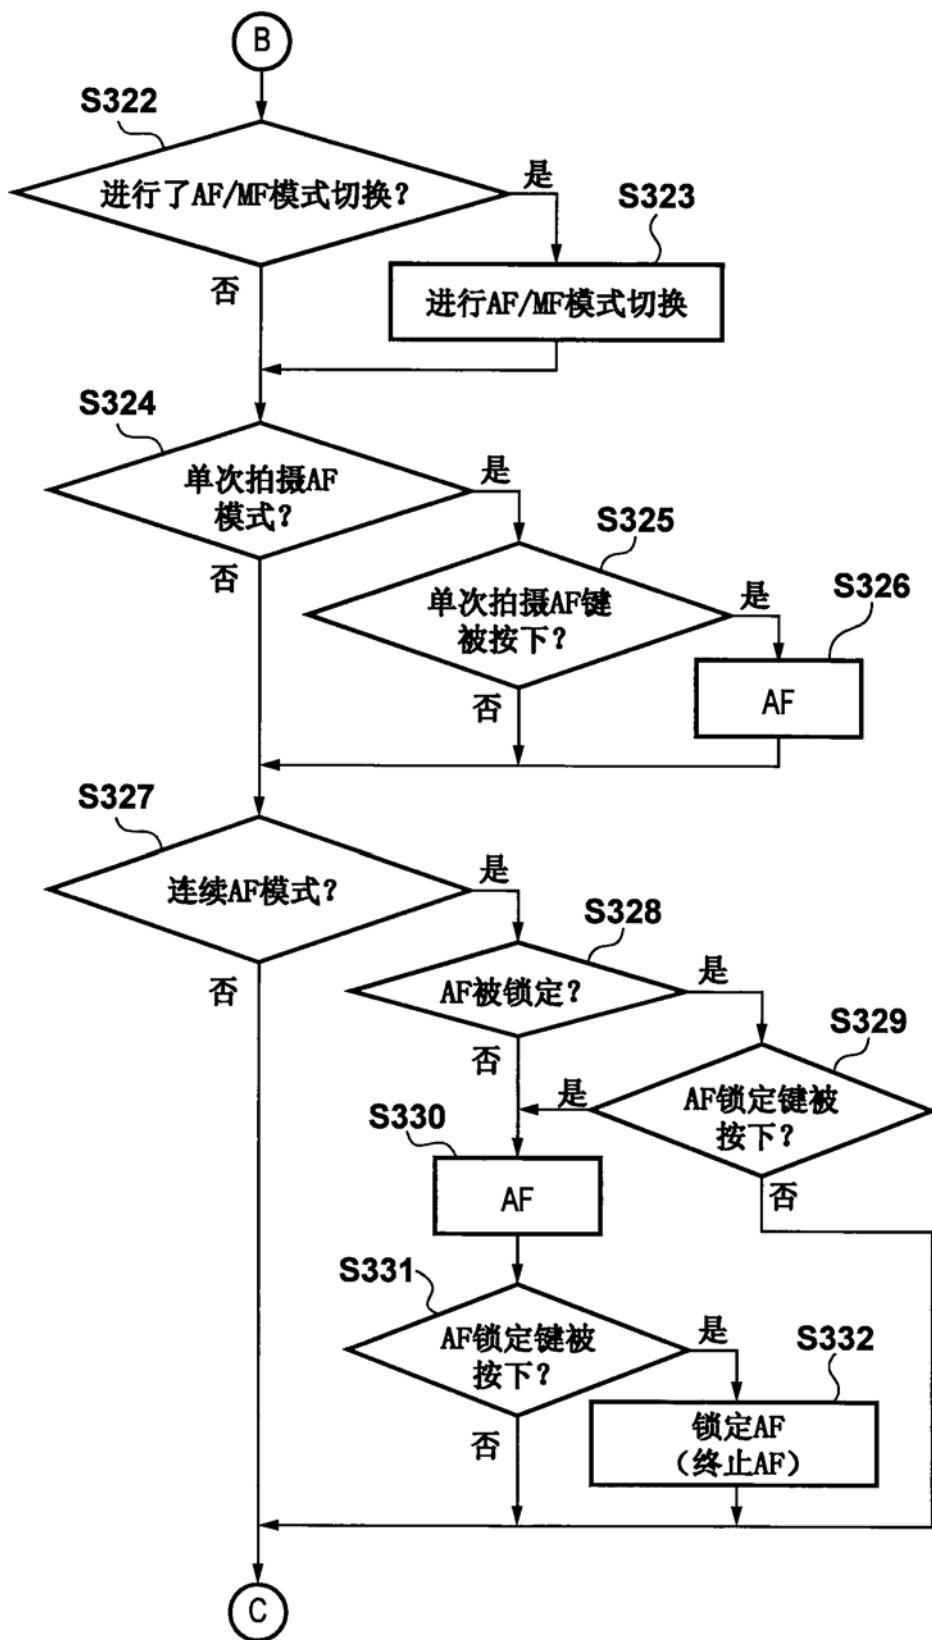 B
S322
进行了AF/MF模式切换?
是
S323
否
进行AF/MF模式切换
S324
单次拍摄AF
模式?
是
S325
否
单次拍摄AF键
被按下?
是
S326
否
AF
S327
连续AF模式?
是
S328
否
AF被锁定?
是
S329
否
是
AF锁定键被
按下?
S330
AF
否
S331
AF锁定键被
按下?
是
S332
否
锁定AF
(终止AF)
C